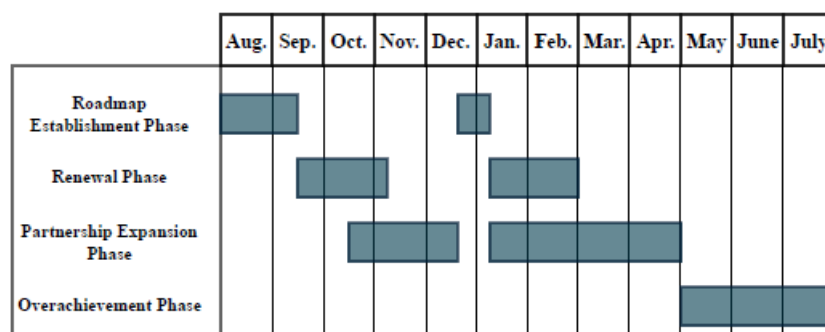 Aug. Sep. Oct. Nov. Dec. Jan. Feb. Mar. Apr. May June July
Roadmap
Establishment Phase
Renewal Phase
Partnership Expansion
Phase
Overachievement Phase